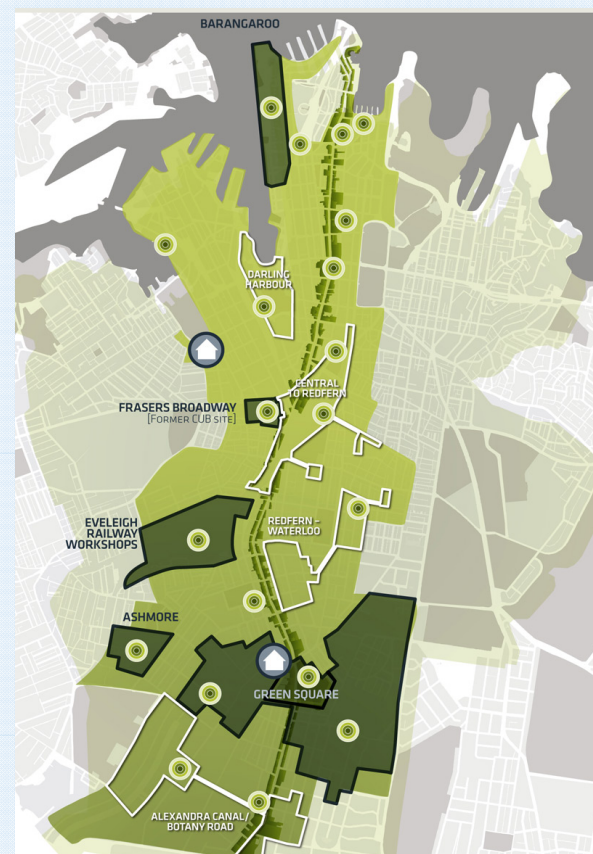 BARANGAROO
DARLING
HARBOUR
CENTRAL
TO REDFERN
FRASERS BROADWAY
[FORMER CUB SITE]
EVELEIGH
RAILWAY
WORKSHOPS
REDFERN –
WATERLOO
ASHMORE
GREEN SQUARE
ALEXANDRA CANAL/
BOTANY ROAD